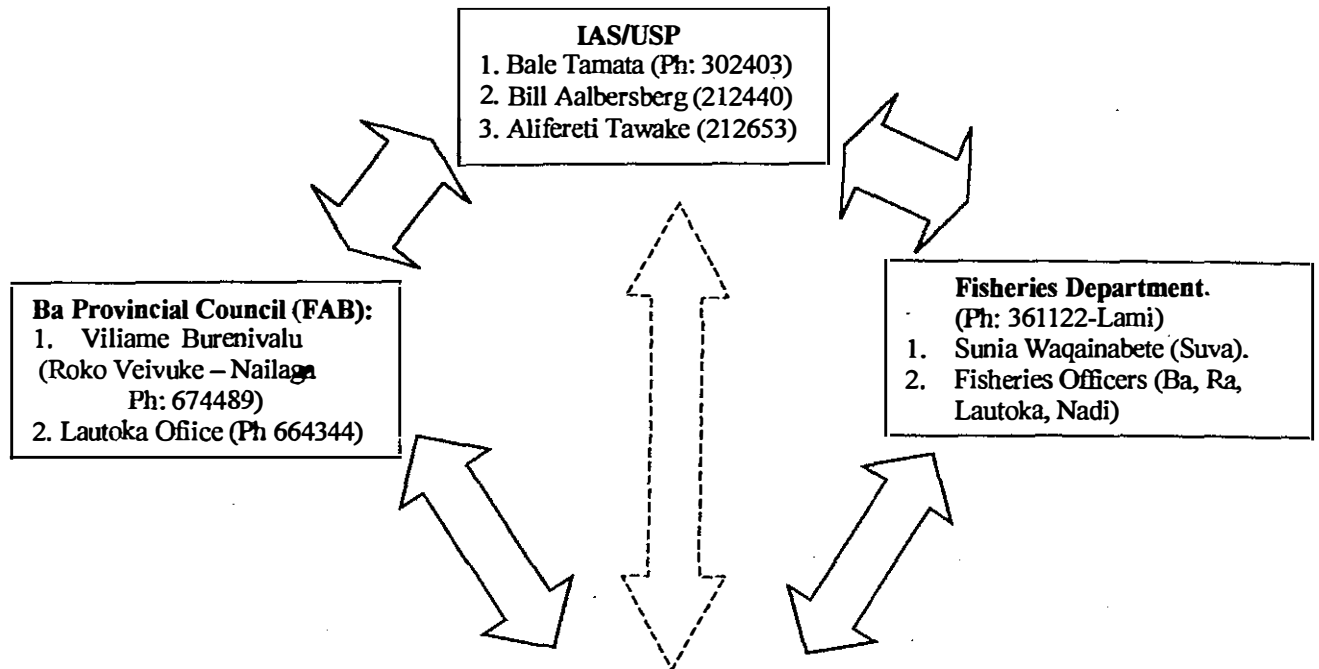 IAS/USP
1. Bale Tamata (Ph: 302403)
2. Bill Aalbersberg (212440)
3. Alifereti Tawake (212653)
Ba Provincial Council (FAB):
1. Viliame Burenivalu
(Roko Veivuke – Nailaga
Ph: 674489)
2. Lautoka Ofiice (Ph 664344)
Fisheries Department.
(Ph: 361122-Lami)
1. Sunia Waqainabete (Suva).
2. Fisheries Officers (Ba, Ra,
Lautoka, Nadi)